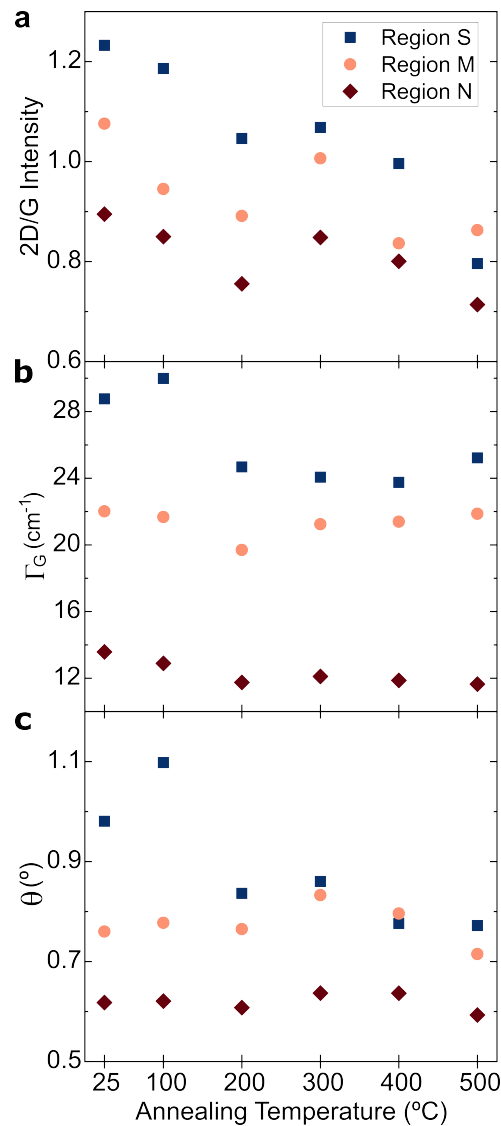 a
Region S
Region M
Region N
1.2
1.0
0.8
0.6
2D/G Intensity
b
28
24
20
16
12
ΓG (cm-1)
c
1.1
0.9
0.7
0.5
θ(º)
25 100 200 300 400 500
Annealing Temperature (ºC)